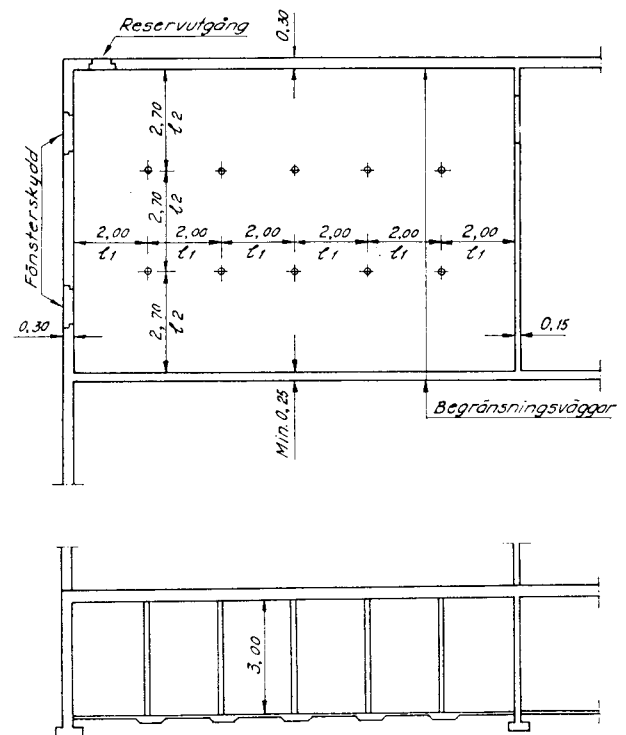 Reservutgång
0,30
2,70
l2
Fönsterskydd
2,70
l2
2,00
2,00
2,00
2,00
2,00
2,00
l1
l1
l1
l1
l1
l1
2,70
l2
0,30
0,15
Min.0,25
Begränsningsväggar
3,00